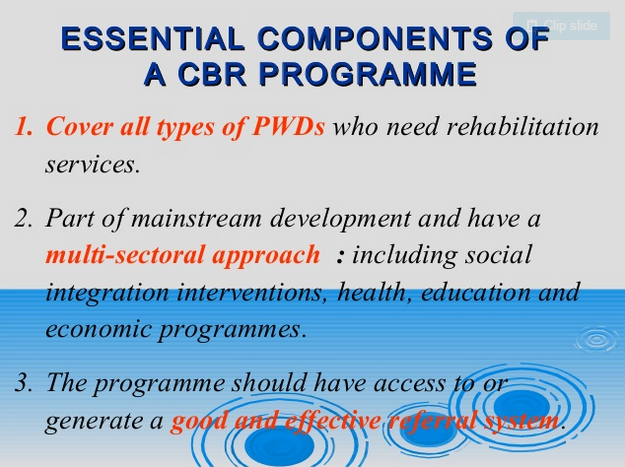 Clip slide
ESSENTIAL COMPONENTS OF
A CBR PROGRAMME
1. Cover all types of PWDs who need rehabilitation
services.
2. Part of mainstream development and have a
multi-sectoral approach : including social
integration interventions, health, education and
economic programmes.
3. The programme should have access to or
generate a good and effective referral system.